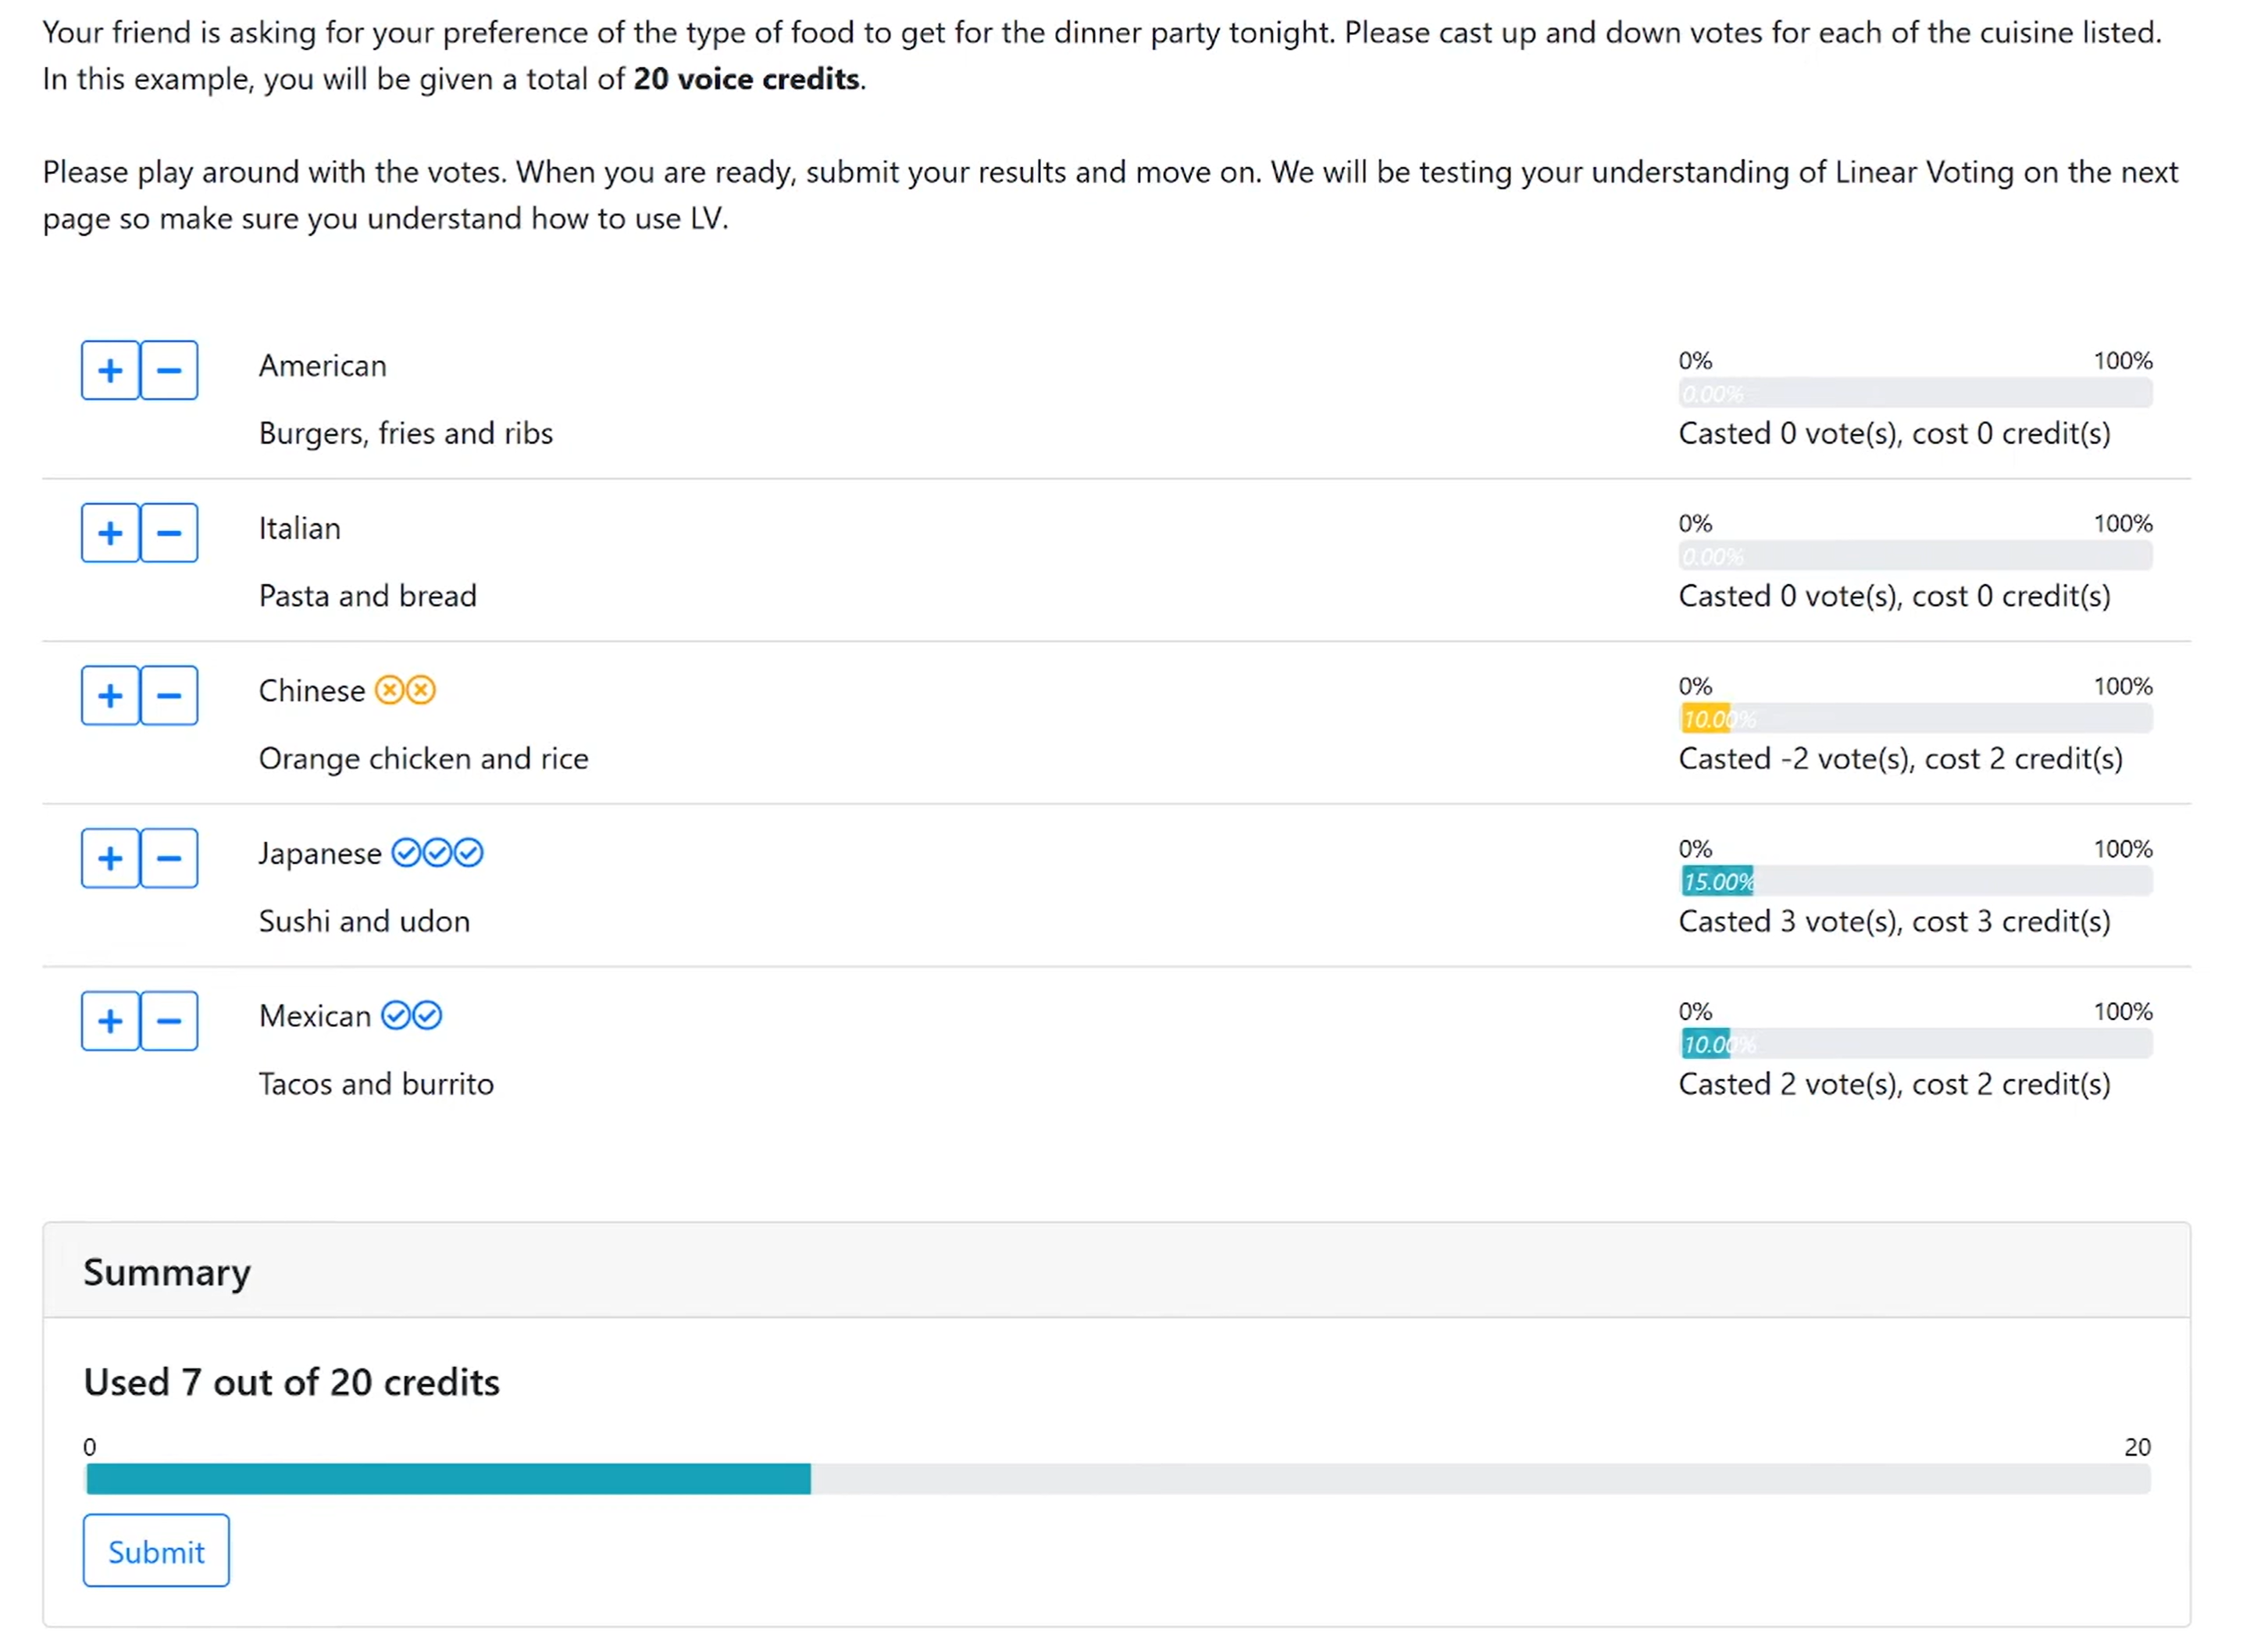 Your friend is asking for your preference of the type of food to get for the dinner party tonight. Please cast up and down votes for each of the cuisine listed.
In this example, you will be given a total of 20 voice credits.
Please play around with the votes. When you are ready, submit your results and move on. We will be testing your understanding of Linear Voting on the next
page so make sure you understand how to use LV.
American
Burgers, fries and ribs
0% 100%
0.00%
Casted 0 vote(s), cost 0 credit(s)
Italian
Pasta and bread
0% 100%
0.00%
Casted 0 vote(s), cost 0 credit(s)
Chinese
Orange chicken and rice
0% 100%
10.00%
Casted -2 vote(s), cost 2 credit(s)
Japanese
Sushi and udon
0% 100%
15.00%
Casted 3 vote(s), cost 3 credit(s)
Mexican
Tacos and burrito
0% 100%
10.00%
Casted 2 vote(s), cost 2 credit(s)
Summary
Used 7 out of 20 credits
0 20
Submit